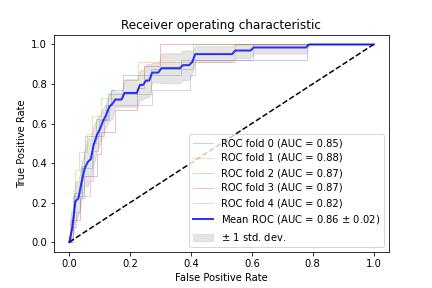 Receiver operating characteristic
True Positive Rate
1.0
0.8
0.6
0.4
0.2
0.0
ROC fold 0 (AUC = 0.85)
ROC fold 1 (AUC = 0.88)
ROC fold 2 (AUC = 0.87)
ROC fold 3 (AUC = 0.87)
ROC fold 4 (AUC = 0.82)
Mean ROC (AUC = 0.86 ± 0.02)
± 1 std. dev.
0.0 0.2 0.4 0.6 0.8 1.0
False Positive Rate